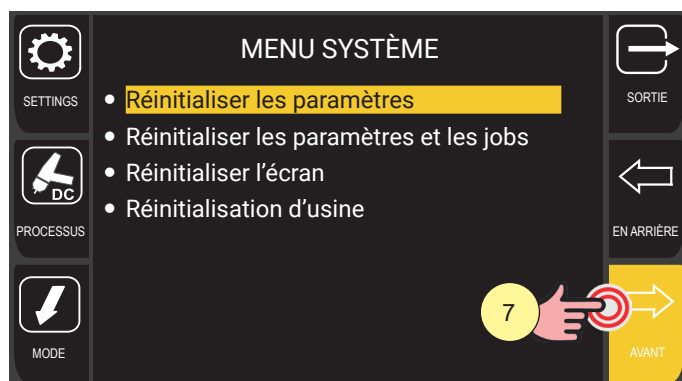 MENU SYSTÈME
SETTINGS
• Réinitialiser les paramètres
SORTIE
• Réinitialiser les paramètres et les jobs
• Réinitialiser l'écran
DC
• Réinitialisation d'usine
PROCESSUS
EN ARRIÈRE
7
MODE
AVANT